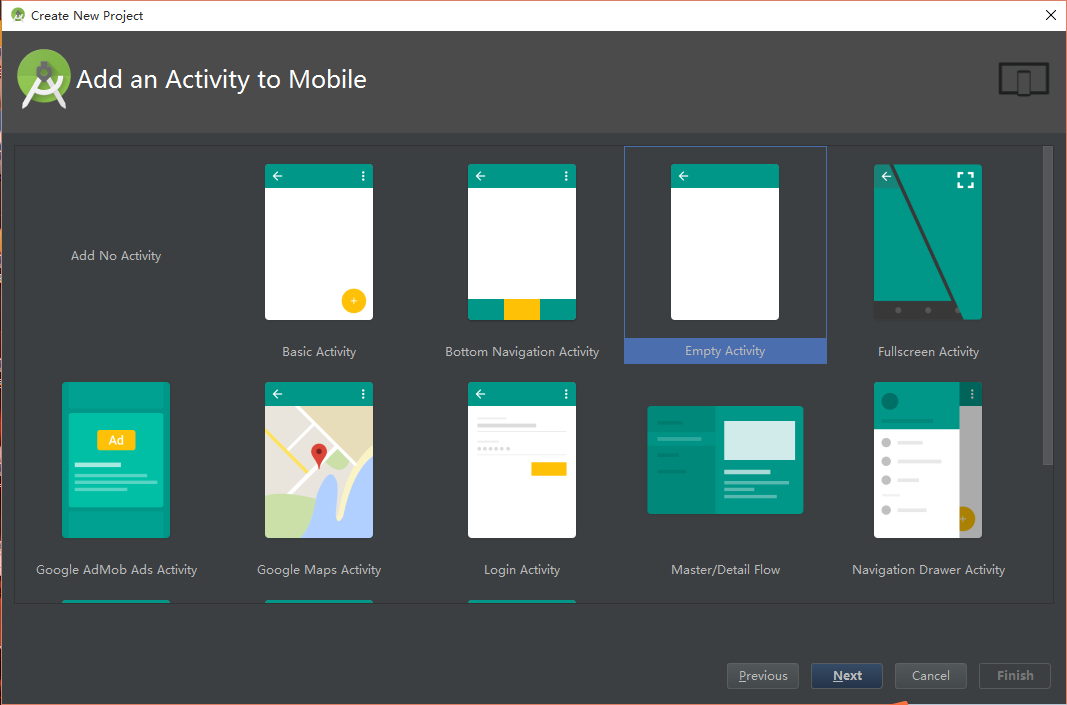 Create New Project
Add an Activity to Mobile
Add No Activity
Basic Activity
Bottom Navigation Activity
Empty Activity
Fullscreen Activity
Ad
Google AdMob Ads Activity
Google Maps Activity
Login Activity
Master/Detail Flow
Navigation Drawer Activity
Previous
Next
Cancel
Finish